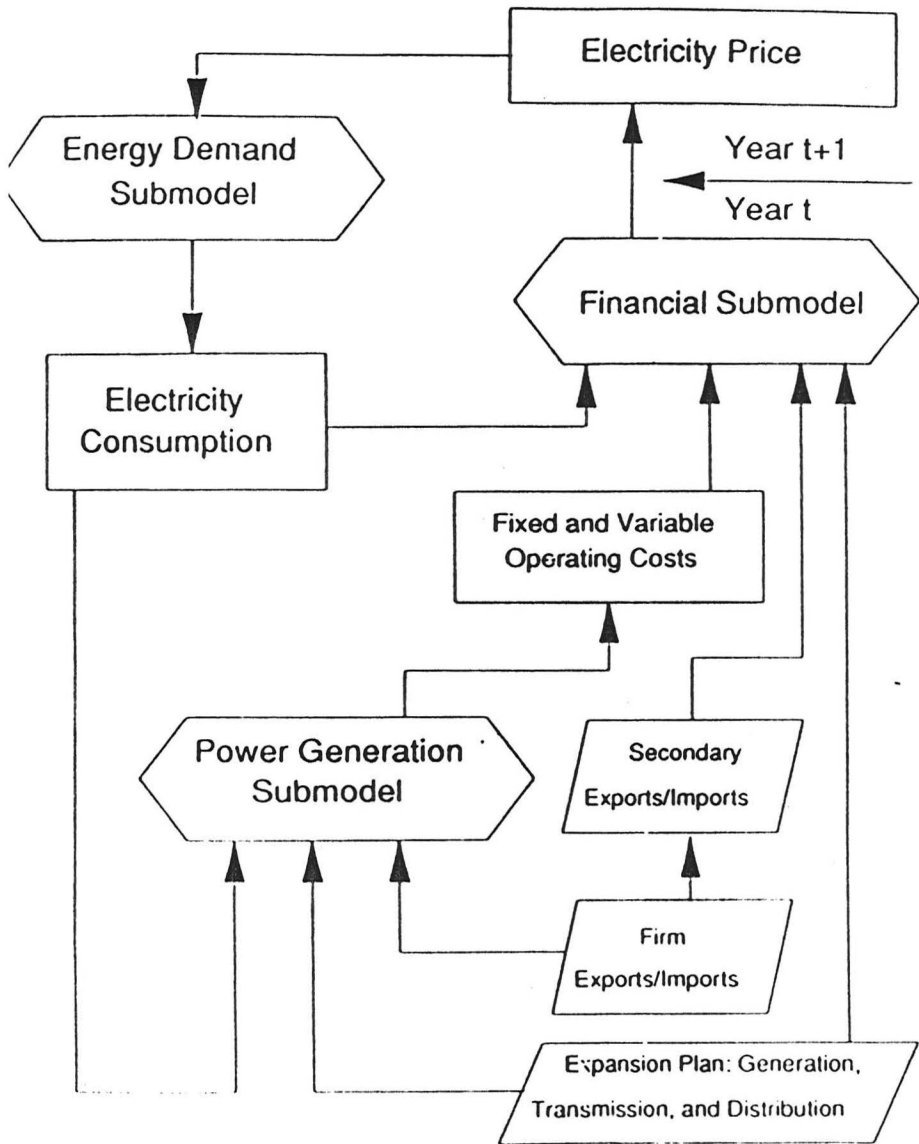 Electricity Price
Energy Demand
Submodel
Year t+1
Year t
Financial Submodel
Electricity
Consumption
Fixed and Variable
Operating Costs
Power Generation
Submodel
Secondary
Exports/Imports
Firm
Exports/Imports
Expansion Plan: Generation,
Transmission, and Distribution